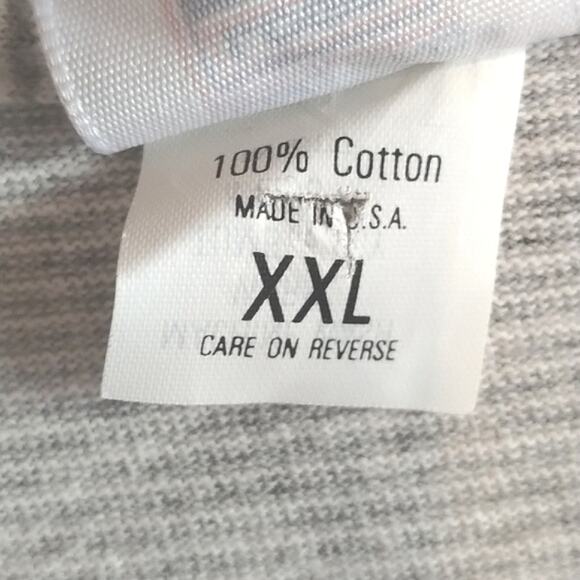 100% Cotton
MADE IN U.S.A.
XXL
CARE ON REVERSE